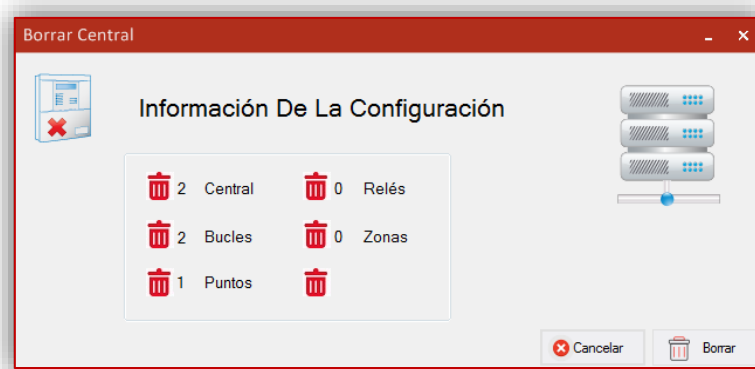 Borrar Central
Información De La Configuración
2 Central 0 Relés
2 Bucles 0 Zonas
1 Puntos
Cancelar Borrar